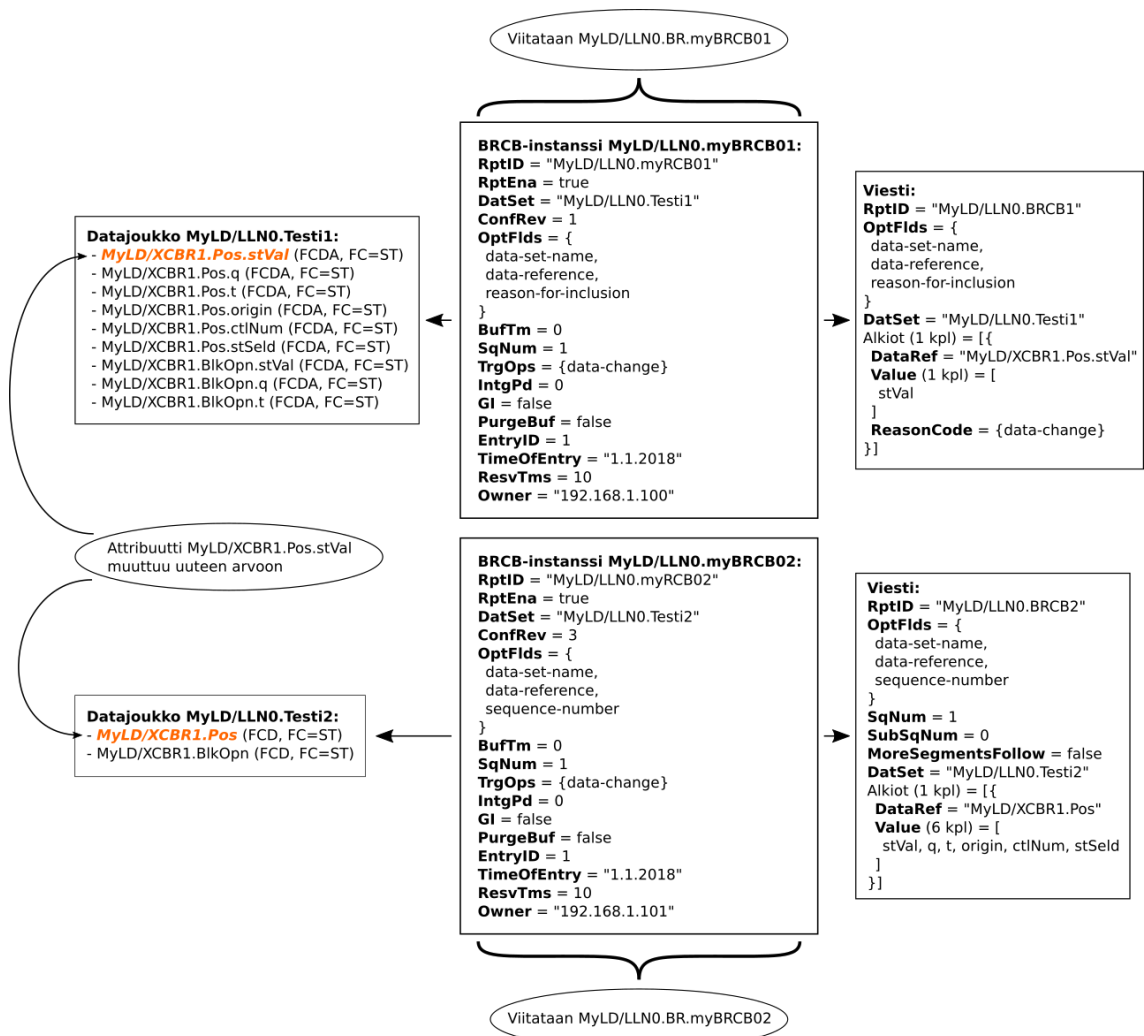 Viitataan MyLD/LLN0.BR.myBRCB01
BRCB-instanssi MyLD/LLN0.myBRCB01:
RptID = "MyLD/LLN0.myRCB01"
RptEna = true
DatSet = "MyLD/LLN0.Testi1"
ConfRev = 1
OptFlds = {
data-set-name,
data-reference,
reason-for-inclusion
}
BufTm = 0
SqNum = 1
TrgOps = {data-change}
IntgPd = 0
GI = false
PurgeBuf = false
EntryID = 1
TimeOfEntry = "1.1.2018"
ResvTms = 10
Owner = "192.168.1.100"
Datajoukko MyLD/LLN0.Testi1:
- MyLD/XCBR1.Pos.stVal (FCDA, FC=ST)
- MyLD/XCBR1.Pos.q (FCDA, FC=ST)
- MyLD/XCBR1.Pos.t (FCDA, FC=ST)
- MyLD/XCBR1.Pos.origin (FCDA, FC=ST)
- MyLD/XCBR1.Pos.ctlNum (FCDA, FC=ST)
- MyLD/XCBR1.Pos.stSeld (FCDA, FC=ST)
- MyLD/XCBR1.BlkOpn.stVal (FCDA, FC=ST)
- MyLD/XCBR1.BlkOpn.q (FCDA, FC=ST)
- MyLD/XCBR1.BlkOpn.t (FCDA, FC=ST)
Viesti:
RptID = "MyLD/LLN0.BRCB1"
OptFlds = {
data-set-name,
data-reference,
reason-for-inclusion
}
DatSet = "MyLD/LLN0.Testi1"
Alkiot (1 kpl) = [{
DataRef = "MyLD/XCBR1.Pos.stVal"
Value (1 kpl) = [
stVal
]
ReasonCode = {data-change}
}]
Attribuutti MyLD/XCBR1.Pos.stVal
muuttuu uuteen arvoon
BRCB-instanssi MyLD/LLN0.myBRCB02:
RptID = "MyLD/LLN0.myRCB02"
RptEna = true
DatSet = "MyLD/LLN0.Testi2"
ConfRev = 3
OptFlds = {
data-set-name,
data-reference,
sequence-number
}
BufTm = 0
SqNum = 1
TrgOps = {data-change}
IntgPd = 0
GI = false
PurgeBuf = false
EntryID = 1
TimeOfEntry = "1.1.2018"
ResvTms = 10
Owner = "192.168.1.101"
Datajoukko MyLD/LLN0.Testi2:
- MyLD/XCBR1.Pos (FCD, FC=ST)
- MyLD/XCBR1.BlkOpn (FCD, FC=ST)
Viesti:
RptID = "MyLD/LLN0.BRCB2"
OptFlds = {
data-set-name,
data-reference,
sequence-number
}
SqNum = 1
SubSqNum = 0
MoreSegmentsFollow = false
DatSet = "MyLD/LLN0.Testi2"
Alkiot (1 kpl) = [{
DataRef = "MyLD/XCBR1.Pos"
Value (6 kpl) = [
stVal, q, t, origin, ctlNum, stSeld
]
}]
Viitataan MyLD/LLN0.BR.myBRCB02